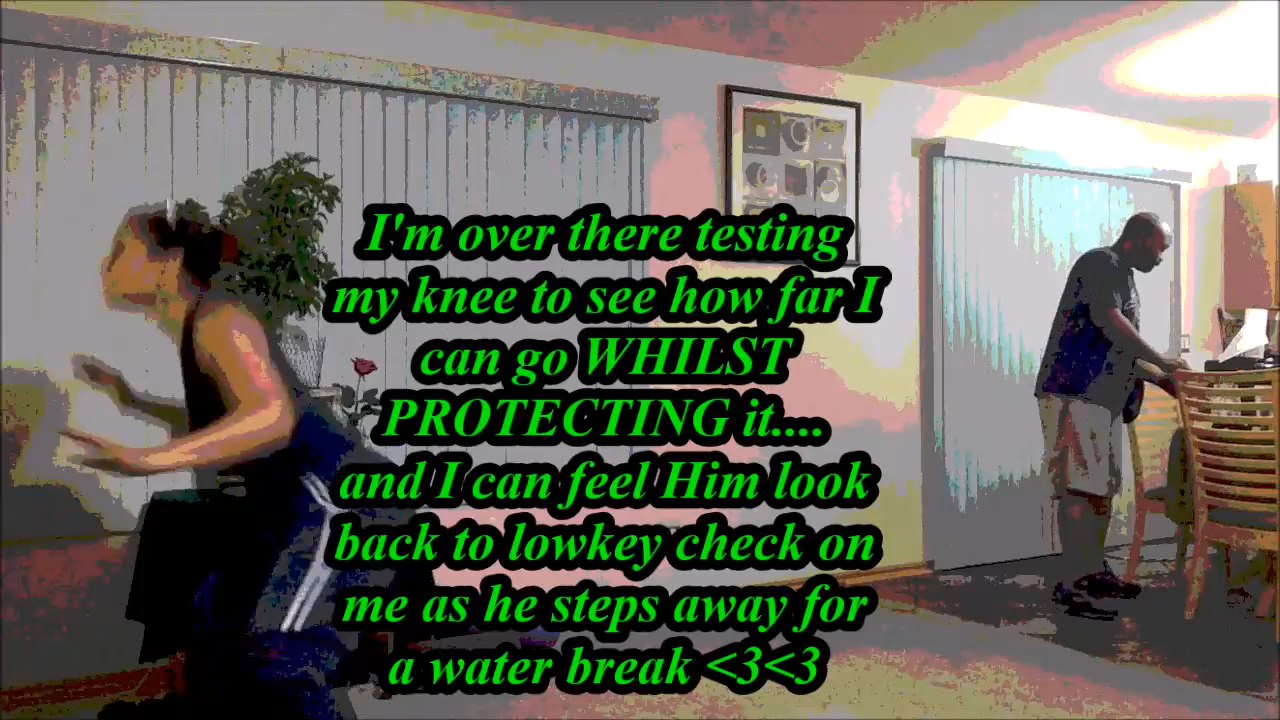 I'm over there testing
my knee to see how far I
can go WHILST
PROTECTING it....
and I can feel Him look
back to lowkey check on
me as he steps away for
a water break <3<3